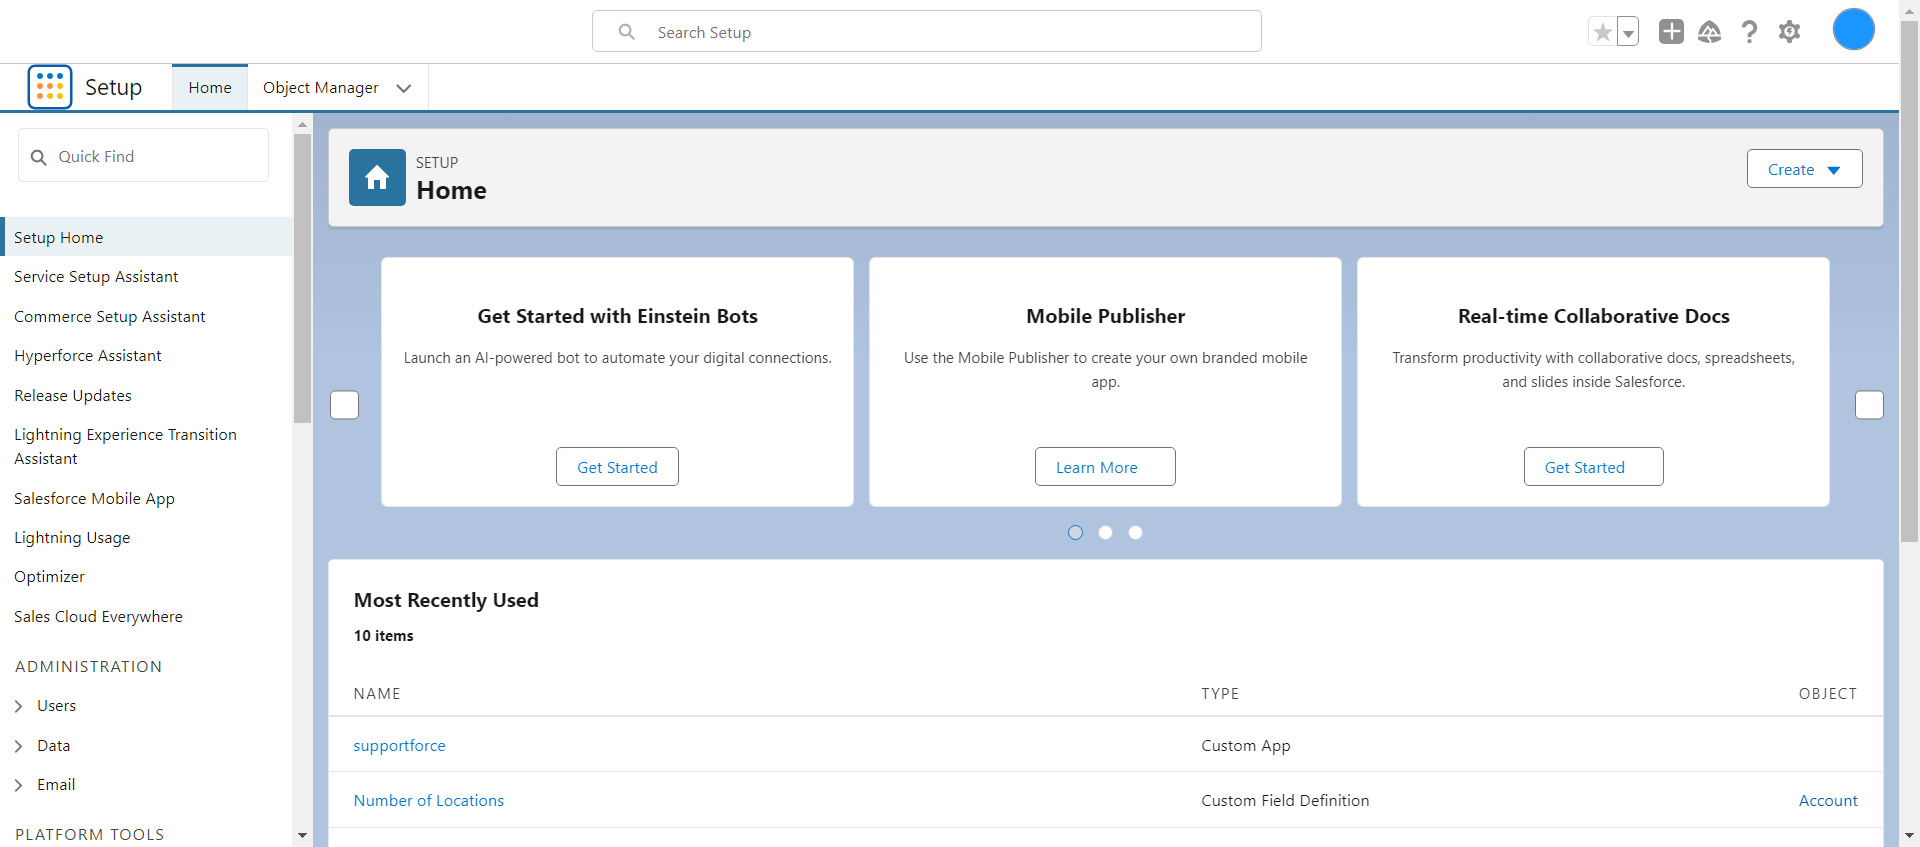 Search Setup
Setup
Home
Object Manager
Quick Find
Setup Home
Service Setup Assistant
Commerce Setup Assistant
Hyperforce Assistant
Release Updates
Lightning Experience Transition
Assistant
Salesforce Mobile App
Lightning Usage
Optimizer
Sales Cloud Everywhere
ADMINISTRATION
Users
Data
Email
PLATFORM TOOLS
SETUP
Home
Create
Get Started with Einstein Bots
Launch an AI-powered bot to automate your digital connections.
Get Started
Mobile Publisher
Use the Mobile Publisher to create your own branded mobile
app.
Learn More
Real-time Collaborative Docs
Transform productivity with collaborative docs, spreadsheets,
and slides inside Salesforce.
Get Started
Most Recently Used
10 items
NAME TYPE OBJECT
supportforce Custom App
Number of Locations Custom Field Definition Account